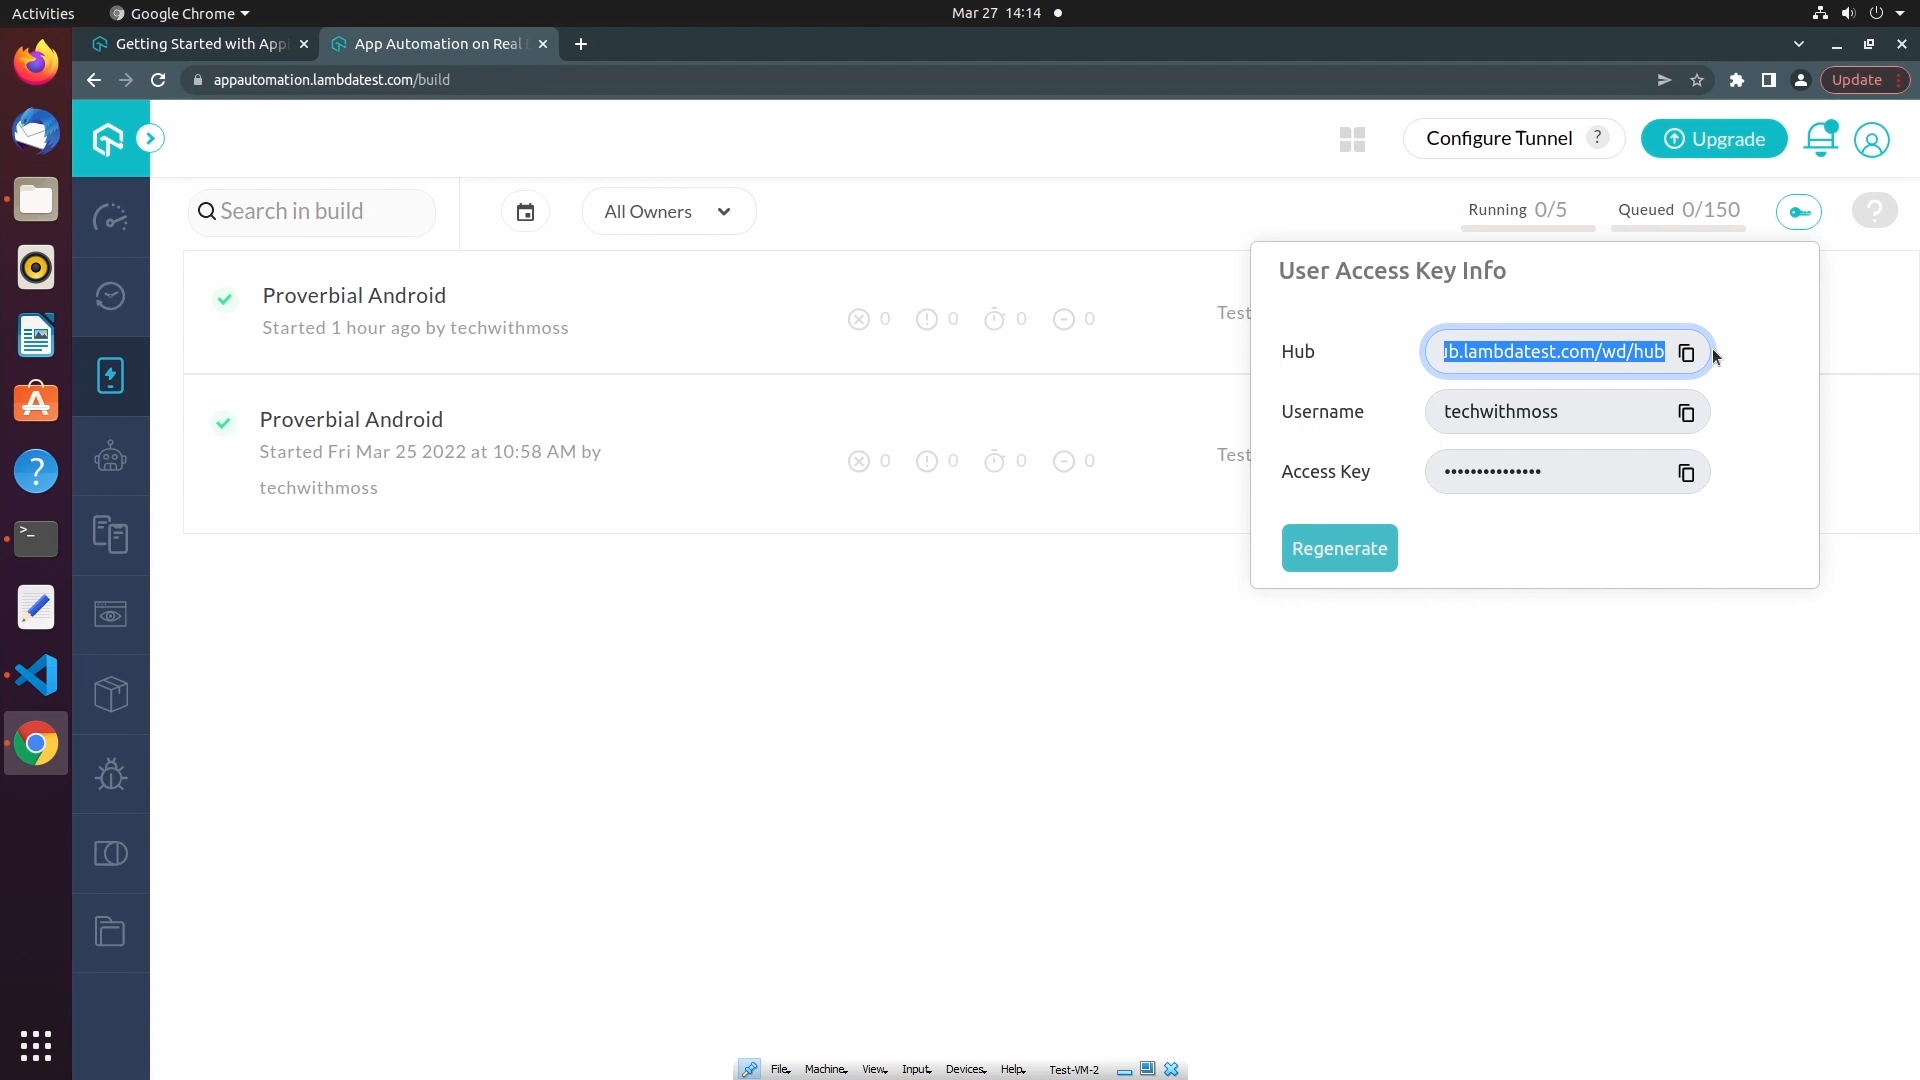 Activities
Google Chrome
Mar 27 14:14
Getting Started with App
App Automation on Real
appautomation.lambdatest.com/build
Update
Configure Tunnel ?
Upgrade
Search in build
All Owners
Running 0/5
Queued 0/150
?
Proverbial Android
Started 1 hour ago by techwithmoss
0 0 0 0
Test
Proverbial Android
Started Fri Mar 25 2022 at 10:58 AM by
techwithmoss
0 0 0 0
Test
User Access Key Info
Hub
ub.lambdatest.com/wd/hub
Username
techwithmoss
Access Key
•••••••••••••••
Regenerate
File Machine View Input Devices Help Test-VM-2